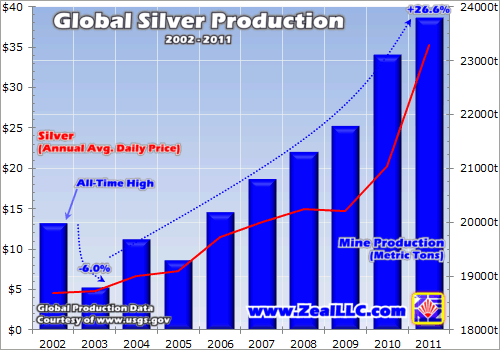 Global Silver Production
2002 - 2011
+26.6%
$40
$35
$30
$25
$20
$15
$10
$5
$0
24000t
23000t
22000t
21000t
20000t
19000t
18000t
Silver
(Annual Avg. Daily Price)
All-Time High
-6.0%
Mine Production
(Metric Tons)
Global Production Data
Courtesy of www.usgs.gov
www.ZealLLC.com
2002 2003 2004 2005 2006 2007 2008 2009 2010 2011